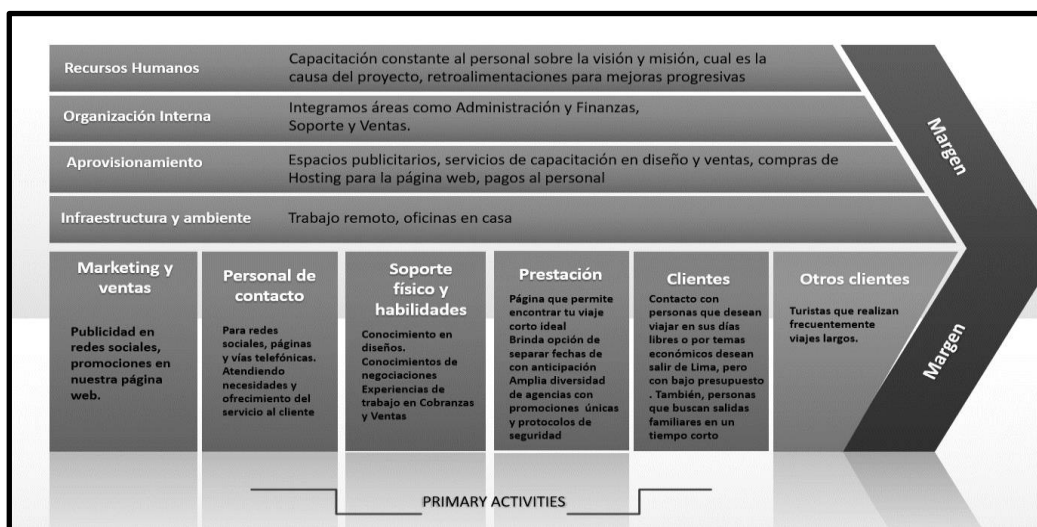 Recursos Humanos
Capacitación constante al personal sobre la visión y misión, cual es la
causa del proyecto, retroalimentaciones para mejoras progresivas
Organización Interna
Integramos áreas como Administración y Finanzas,
Soporte y Ventas.
Aprovisionamiento
Espacios publicitarios, servicios de capacitación en diseño y ventas, compras de
Hosting para la página web, pagos al personal
Infraestructura y ambiente
Trabajo remoto, oficinas en casa
Margen
Marketing y
ventas
Publicidad en
redes sociales,
promociones en
nuestra página
web.
Personal de
contacto
Para redes
sociales, páginas
y vías telefónicas.
Atendiendo
necesidades y
ofrecimiento del
servicio al cliente
Soporte
físico y
habilidades
Conocimiento en
diseños.
Conocimientos de
negociaciones
Experiencias de
trabajo en Cobranzas
y Ventas
Prestación
Página que permite
encontrar tu viaje
corto ideal
Brinda opción de
separar fechas de
con anticipación
Amplia diversidad
de agencias con
promociones únicas
y protocolos de
seguridad
Clientes
Contacto con
personas que desean
viajar en sus días
libres o por temas
económicos desean
salir de Lima, pero
con bajo presupuesto
. También, personas
que buscan salidas
familiares en un
tiempo corto
Otros clientes
Turistas que realizan
frecuentemente
viajes largos.
Margen
PRIMARY ACTIVITIES